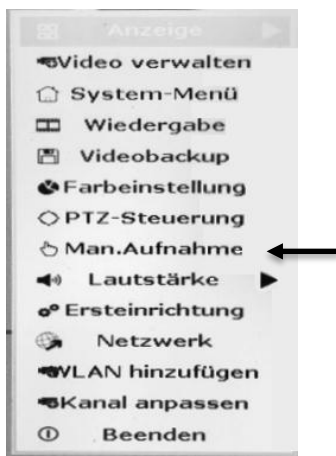 Anzeige
Video verwalten
System-Menü
Wiedergabe
Videobackup
Farbeinstellung
PTZ-Steuerung
Man.Aufnahme
Lautstärke
Ersteinrichtung
Netzwerk
WLAN hinzufügen
Kanal anpassen
Beenden